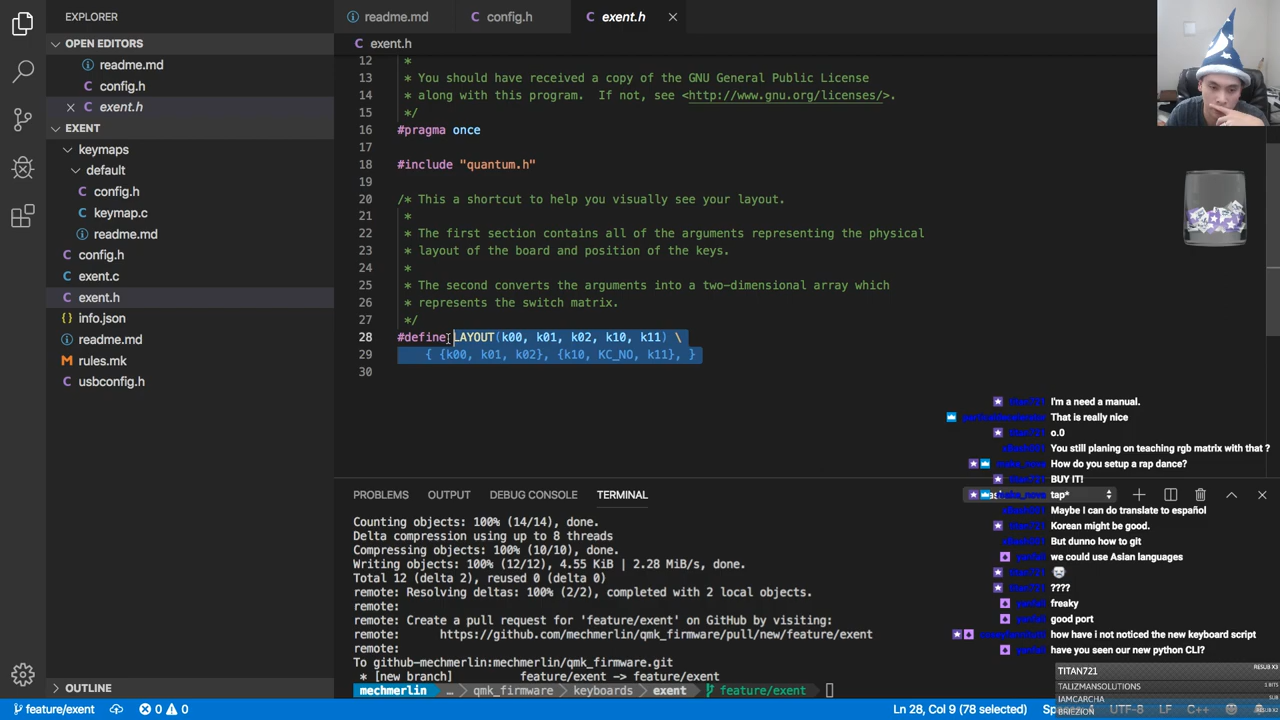 EXPLORER
OPEN EDITORS
readme.md
config.h
exent.h
EXENT
keymaps
default
config.h
keymap.c
readme.md
config.h
exent.c
exent.h
info.json
readme.md
rules.mk
usbconfig.h
OUTLINE
readme.md
config.h
exent.h
exent.h
12 *
13 * You should have received a copy of the GNU General Public License
14 * along with this program. If not, see <http://www.gnu.org/licenses/>.
15 */
16 #pragma once
17
18 #include "quantum.h"
19
20 /* This a shortcut to help you visually see your layout.
21 *
22 * The first section contains all of the arguments representing the physical
23 * layout of the board and position of the keys.
24 *
25 * The second converts the arguments into a two-dimensional array which
26 * represents the switch matrix.
27 */
28 #define LAYOUT(k00, k01, k02, k10, k11) \
29 { {k00, k01, k02}, {k10, KC_NO, k11}, }
30
PROBLEMS
OUTPUT
DEBUG CONSOLE
TERMINAL
Counting objects: 100% (14/14), done.
Delta compression using up to 8 threads
Compressing objects: 100% (10/10), done.
Writing objects: 100% (12/12), 4.55 KiB | 2.28 MiB/s, done.
Total 12 (delta 2), reused 0 (delta 0)
remote: Resolving deltas: 100% (2/2), completed with 2 local objects.
remote:
remote: Create a pull request for 'feature/exent' on GitHub by visiting:
remote: https://github.com/mechmerlin/qmk_firmware/pull/new/feature/exent
remote:
To github-mechmerlin:mechmerlin/qmk_firmware.git
* [new branch] feature/exent -> feature/exent
mechmerlin … qmk_firmware keyboards exent feature/exent
titan721 I'm a need a manual.
That is really nice
titan721 o.0
You still planing on teaching rgb matrix with that ?
How do you setup a rap dance?
titan721 BUY IT!
tap*
Maybe I can do translate to español
titan721 Korean might be good.
But dunno how to git
we could use Asian languages
titan721
titan721 ????
freaky
good port
how have i not noticed the new keyboard script
have you seen our new python CLI?
TITAN721 RESUB X3
TALIZMANSOLUTIONS
IAMCARCHA
BRIEZION
feature/exent
0 0
Ln 28, Col 9 (78 selected)
UTF-8
LF
C++